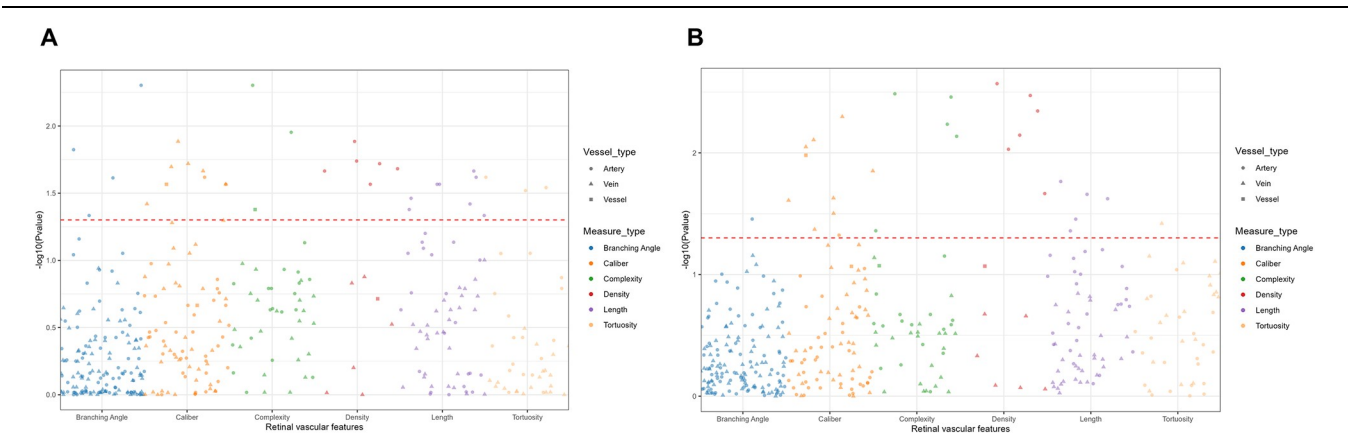 A
2.0
1.5
1.0
0.5
0.0
-log10(Pvalue)
Branching Angle
Caliber
Complexity
Density
Length
Tortuosity
Retinal vascular features
Vessel_type
Artery
Vein
Vessel
Measure_type
Branching Angle
Caliber
Complexity
Density
Length
Tortuosity
B
2
1
0
-log10(Pvalue)
Branching Angle
Caliber
Complexity
Density
Length
Tortuosity
Retinal vascular features
Vessel_type
Artery
Vein
Vessel
Measure_type
Branching Angle
Caliber
Complexity
Density
Length
Tortuosity